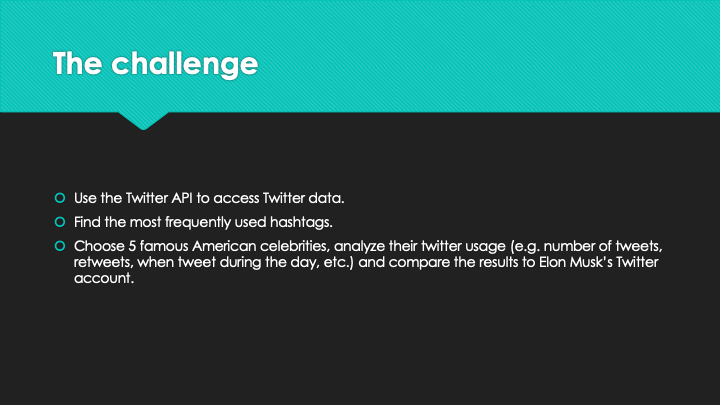 The challenge
Use the Twitter API to access Twitter data.
Find the most frequently used hashtags.
Choose 5 famous American celebrities, analyze their twitter usage (e.g. number of tweets,
retweets, when tweet during the day, etc.) and compare the results to Elon Musk's Twitter
account.